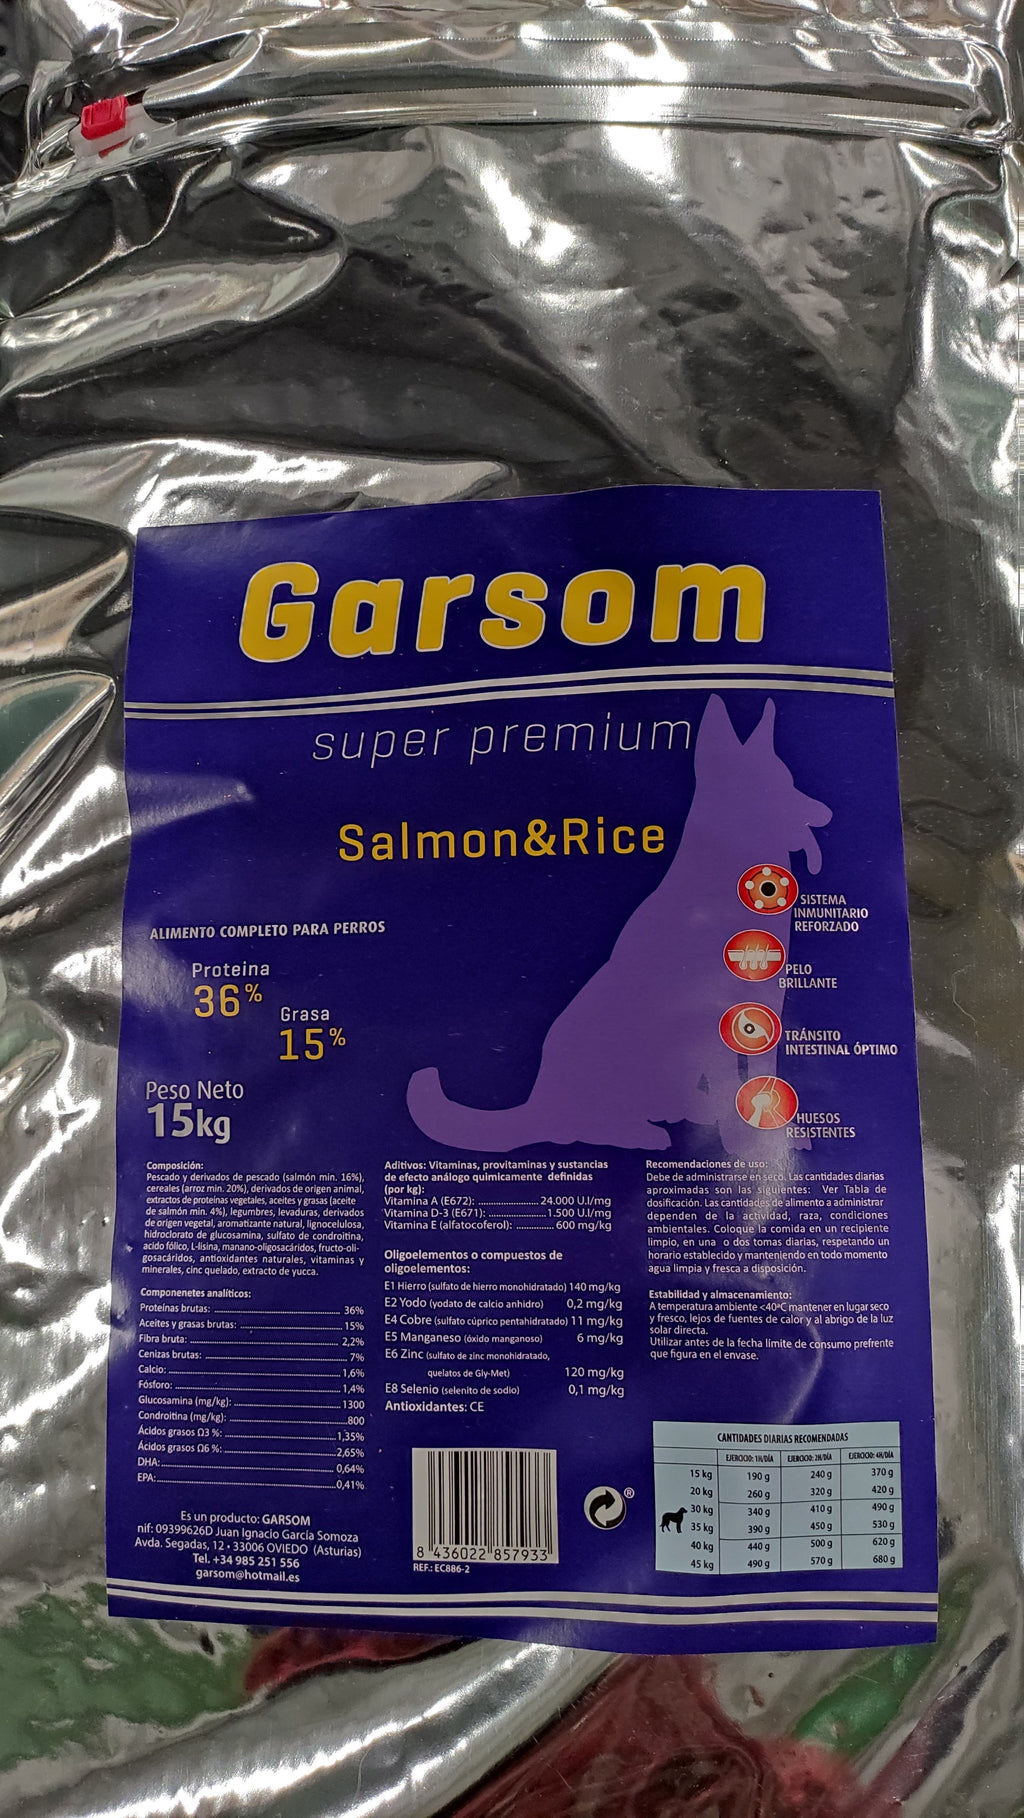 Garsom
super premium
Salmon&Rice
ALIMENTO COMPLETO PARA PERROS
Proteina
36%
Grasa
15%
Peso Neto
15kg
SISTEMA
INMUNITARIO
REFORZADO
PELO
BRILLANTE
TRÁNSITO
INTESTINAL ÓPTIMO
HUESOS
RESISTENTES
Composición:
Pescado y derivados de pescado (salmón min. 16%),
cereales (arroz min. 20%), derivados de origen animal,
extractos de proteínas vegetales, aceites y grasas (aceite
de salmón min. 4%), legumbres, levaduras, derivados
de origen vegetal, aromatizante natural, lignocelulosa,
hidroclorato de glucosamina, sulfato de condroitina,
acido fólico, L-lisina, manano-oligosacáridos, fructo-oli-
gosacáridos, antioxidantes naturales, vitaminas y
minerales, cinc quelado, extracto de yucca.
Componenetes analíticos:
Proteínas brutas: 36%
Aceites y grasas brutas: 15%
Fibra bruta: 2,2%
Cenizas brutas: 7%
Calcio: 1,6%
Fósforo: 1,4%
Glucosamina (mg/kg): 1300
Condroitina (mg/kg): 800
Ácidos grasos Ω3 %: 1,35%
Ácidos grasos Ω6 %: 2,65%
DHA: 0,64%
EPA: 0,41%
Es un producto: GARSOM
nif: 09399626D Juan Ignacio García Somoza
Avda. Segadas, 12 · 33006 OVIEDO (Asturias)
Tel. +34 985 251 556
garsom@hotmail.es
Aditivos: Vitaminas, provitaminas y sustancias
de efecto análogo quimicamente definidas
(por kg):
Vitamina A (E672): 24.000 U.I/mg
Vitamina D-3 (E671): 1.500 U.I/mg
Vitamina E (alfatocoferol): 600 mg/kg
Oligoelementos o compuestos de
oligoelementos:
E1 Hierro (sulfato de hierro monohidratado) 140 mg/kg
E2 Yodo (yodato de calcio anhidro) 0,2 mg/kg
E4 Cobre (sulfato cúprico pentahidratado) 11 mg/kg
E5 Manganeso (óxido manganoso) 6 mg/kg
E6 Zinc (sulfato de zinc monohidratado,
quelatos de Gly-Met) 120 mg/kg
E8 Selenio (selenito de sodio) 0,1 mg/kg
Antioxidantes: CE
8 436022 857933
REF.: EC886-2
®
Recomendaciones de uso:
Debe de administrarse en seco. Las cantidades diarias
aproximadas son las siguientes: Ver Tabla de
dosificación. Las cantidades de alimento a administrar
dependen de la actividad, raza, condiciones
ambientales. Coloque la comida en un recipiente
limpio, en una o dos tomas diarias, respetando un
horario establecido y manteniendo en todo momento
agua limpia y fresca a disposición.
Estabilidad y almacenamiento:
A temperatura ambiente <40ºC mantener en lugar seco
y fresco, lejos de fuentes de calor y al abrigo de la luz
solar directa.
Utilizar antes de la fecha límite de consumo prefrente
que figura en el envase.
CANTIDADES DIARIAS RECOMENDADAS
EJERCICIO: 1H/DÍA EJERCICIO: 2H/DÍA EJERCICIO: 4H/DÍA
15 kg 190 g 240 g 370 g
20 kg 260 g 320 g 420 g
30 kg 340 g 410 g 490 g
35 kg 390 g 450 g 530 g
40 kg 440 g 500 g 620 g
45 kg 490 g 570 g 680 g